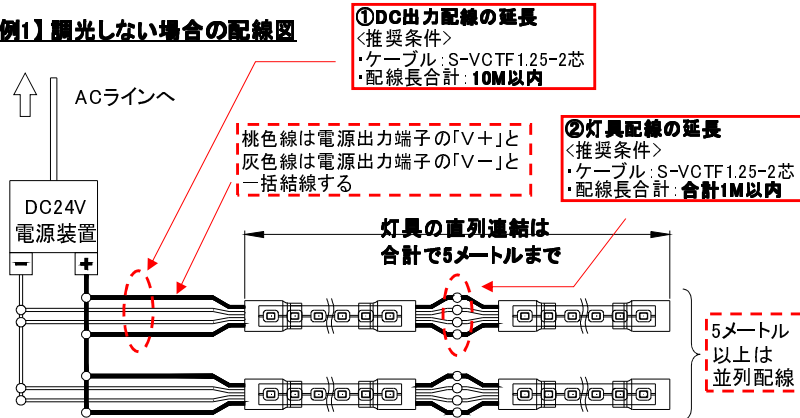 例1】調光しない場合の配線図
①DC出力配線の延長
<推奨条件>
・ケーブル:S-VCTF1.25-2芯
・配線長合計:10M以内
ACラインへ
桃色線は電源出力端子の「V+」と
灰色線は電源出力端子の「V-」と
一括結線する
②灯具配線の延長
<推奨条件>
・ケーブル:S-VCTF1.25-2芯
・配線長合計:合計1M以内
DC24V
電源装置
- +
灯具の直列連結は
合計で5メートルまで
5メートル
以上は
並列配線